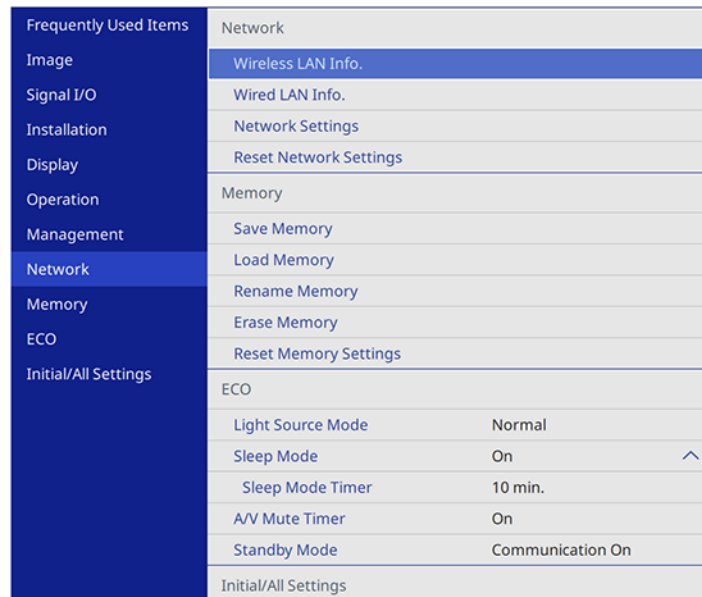 Frequently Used Items
Image
Signal I/O
Installation
Display
Operation
Management
Network
Memory
ECO
Initial/All Settings
Network
Wireless LAN Info.
Wired LAN Info.
Network Settings
Reset Network Settings
Memory
Save Memory
Load Memory
Rename Memory
Erase Memory
Reset Memory Settings
ECO
Light Source Mode Normal
Sleep Mode On
Sleep Mode Timer 10 min.
A/V Mute Timer On
Standby Mode Communication On
Initial/All Settings